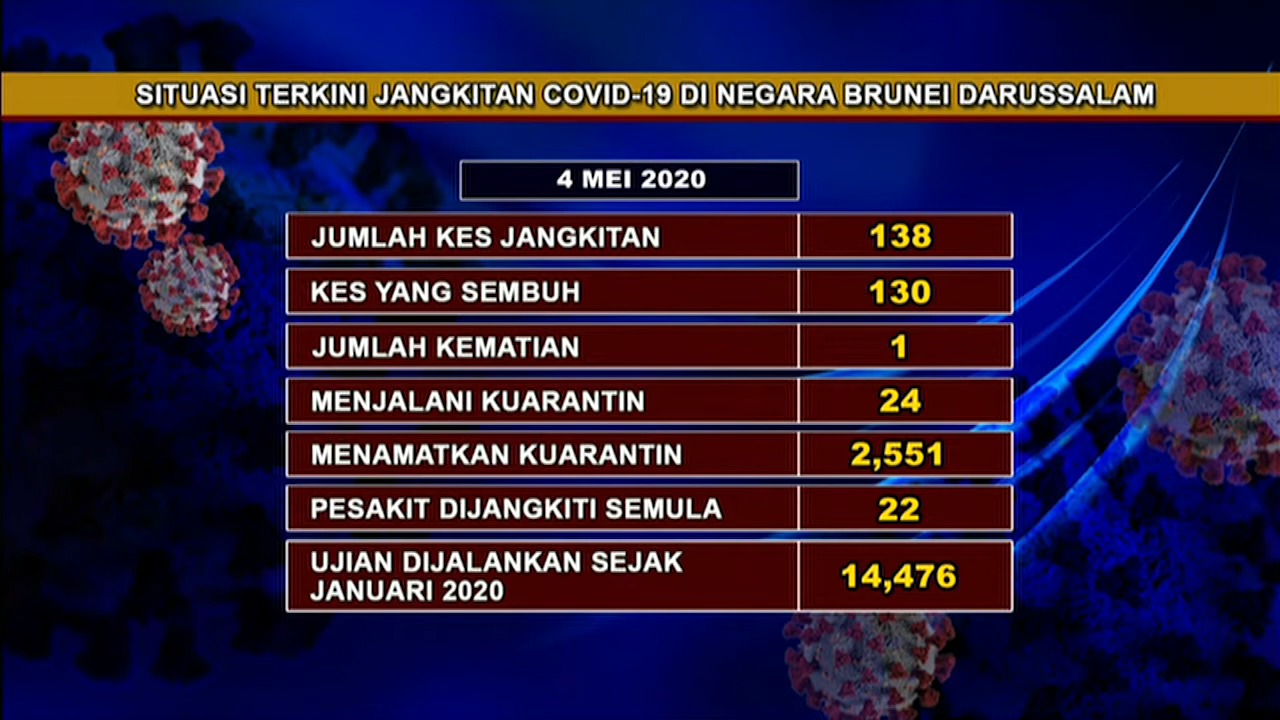 SITUASI TERKINI JANGKITAN COVID-19 DI NEGARA BRUNEI DARUSSALAM
4 MEI 2020
JUMLAH KES JANGKITAN 138
KES YANG SEMBUH 130
JUMLAH KEMATIAN 1
MENJALANI KUARANTIN 24
MENAMATKAN KUARANTIN 2,551
PESAKIT DIJANGKITI SEMULA 22
UJIAN DIJALANKAN SEJAK
JANUARI 2020 14,476